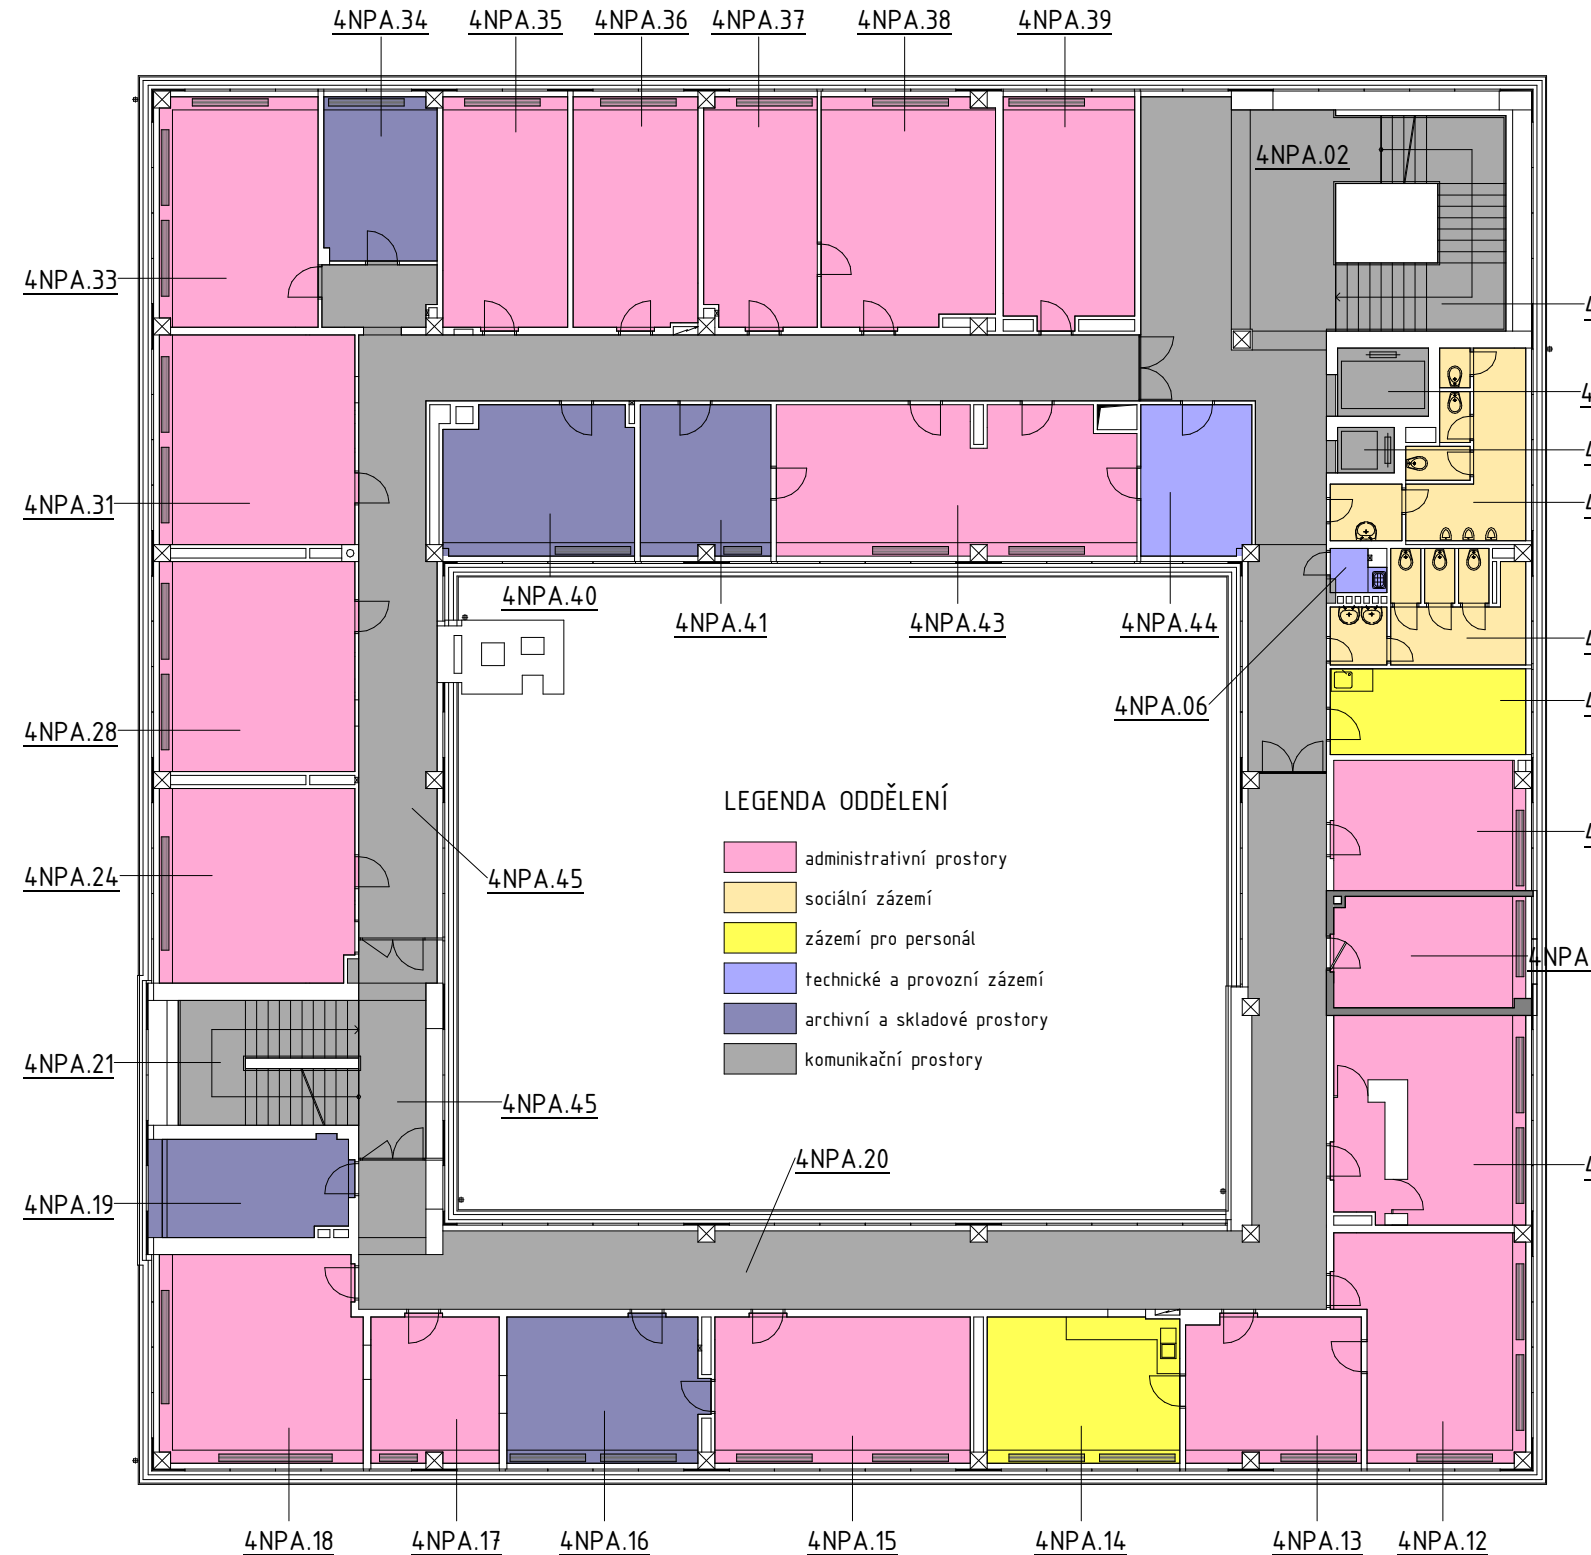 4NPA.34
4NPA.35
4NPA.36
4NPA.37
4NPA.38
4NPA.39
4NPA.02
4NPA.33
4NPA.31
4NPA.40
4NPA.41
4NPA.43
4NPA.44
4NPA.06
4NPA.28
4NPA.24
4NPA.45
LEGENDA ODDĚLENÍ
administrativní prostory
sociální zázemí
zázemí pro personál
technické a provozní zázemí
archivní a skladové prostory
komunikační prostory
4NPA
4NPA.21
4NPA.45
4NPA.20
4NPA.19
4NPA.18
4NPA.17
4NPA.16
4NPA.15
4NPA.14
4NPA.13
4NPA.12